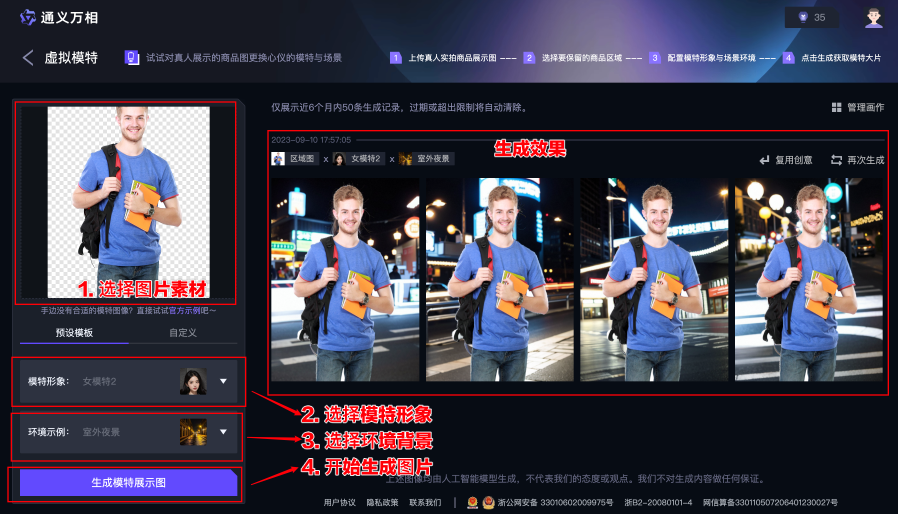 通义万相
35
虚拟模特
试试对真人展示的商品图更换心仪的模特与场景
1 上传真人实拍商品展示图 --- 2 选择要保留的商品区域 --- 3 配置模特形象与场景环境 --- 4 点击生成获取模特大片
仅展示近6个月内50条生成记录，过期或超出限制将自动清除。
管理画作
2023-09-10 17:57:05
生成效果
区域图 x 女模特2 x 室外夜景
复用创意 再次生成
1. 选择图片素材
手边没有合适的模特图像？直接试试官方示例吧~
预设模板 自定义
模特形象： 女模特2
2. 选择模特形象
环境示例： 室外夜景
3. 选择环境背景
4. 开始生成图片
生成模特展示图
上述图像均由人工智能模型生成，不代表我们的态度或观点。我们不对生成内容做任何保证。
用户协议 隐私政策 联系我们 | 浙公网安备 33010602009975号 浙B2-20080101-4 网信算备330110507206401230027号